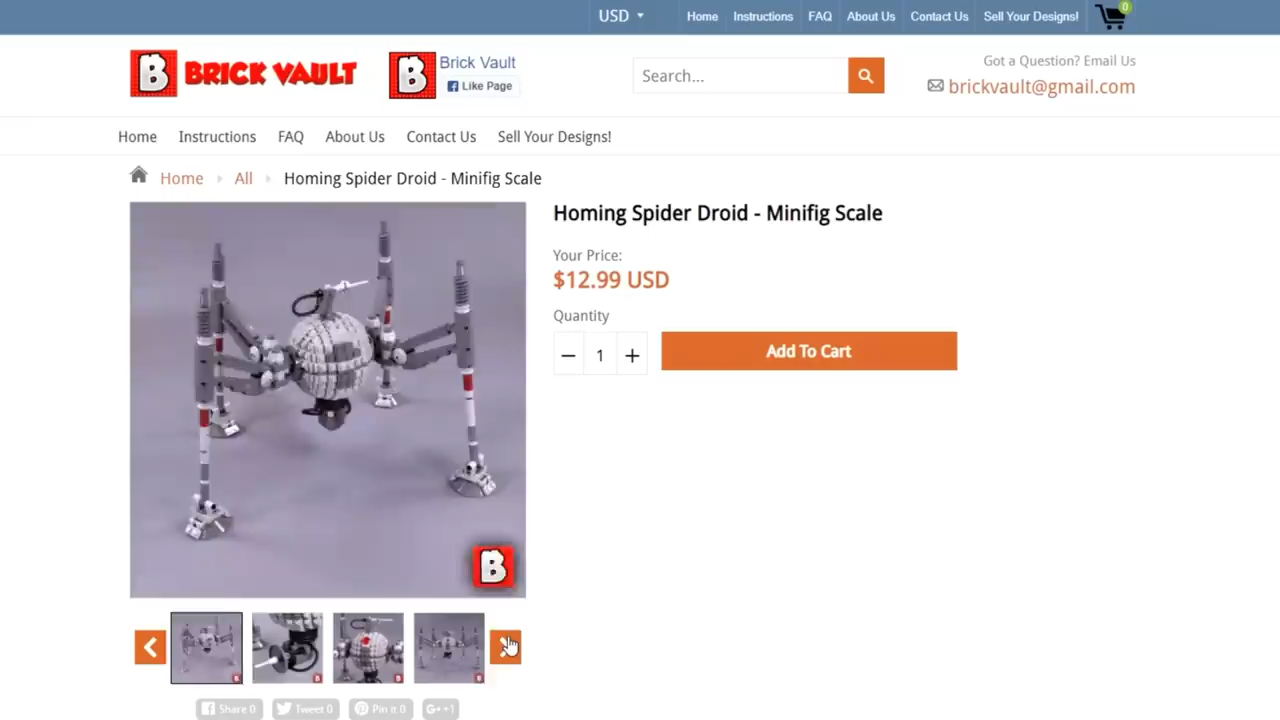 USD
Home
Instructions
FAQ
About Us
Contact Us
Sell Your Designs!
0
B BRICK VAULT
B
Brick Vault
Like Page
Search...
Got a Question? Email Us
brickvault@gmail.com
Home
Instructions
FAQ
About Us
Contact Us
Sell Your Designs!
Home
All
Homing Spider Droid - Minifig Scale
Homing Spider Droid - Minifig Scale
Your Price:
$12.99 USD
Quantity
1
Add To Cart
B
B
B
B
B
Share 0
Tweet 0
Pin it 0
G+ +1